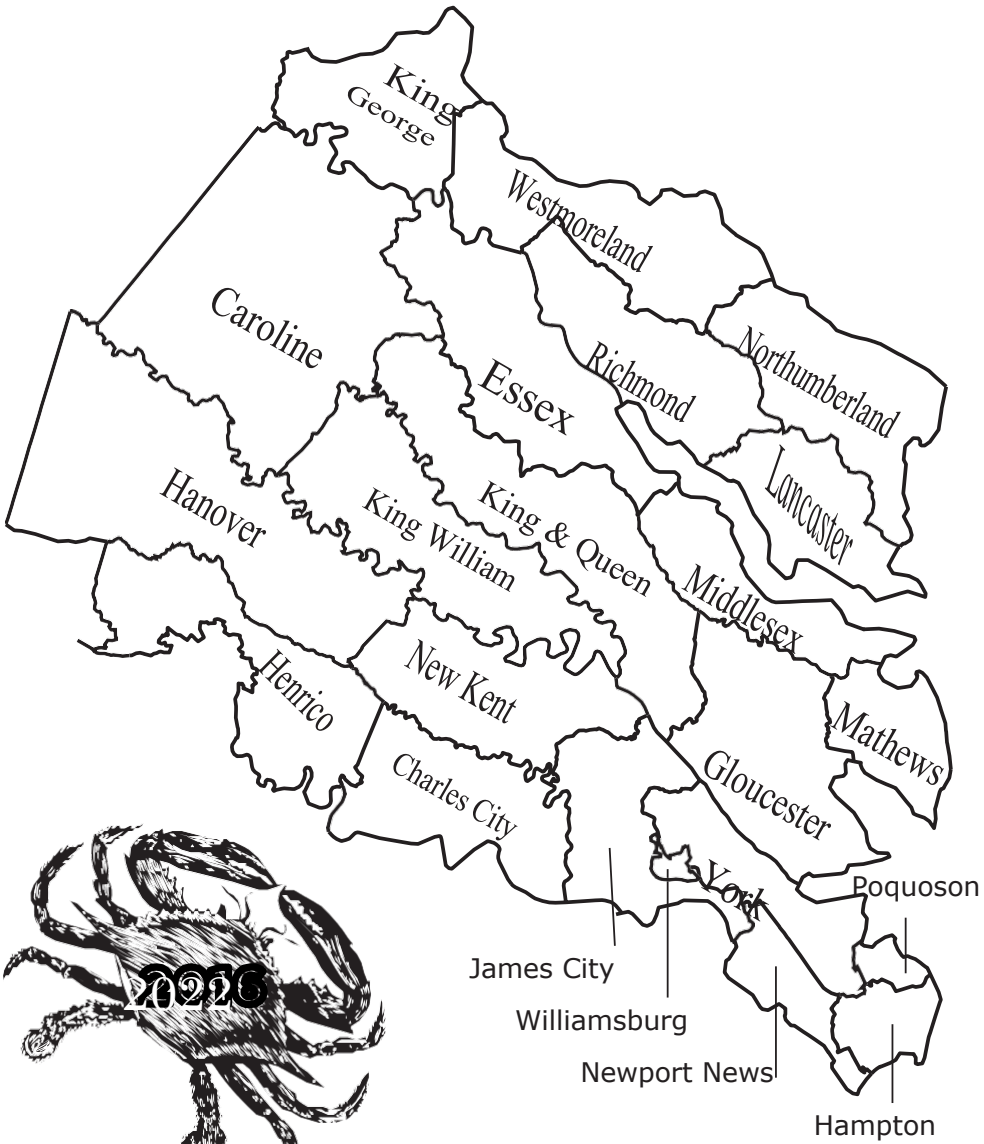 King
George
Westmoreland
Caroline
Northumberland
Richmond
Essex
Lancaster
Hanover
King William
King & Queen
Middlesex
New Kent
Henrico
Mathews
Gloucester
Charles City
York
Poquoson
James City
Williamsburg
Newport News
Hampton